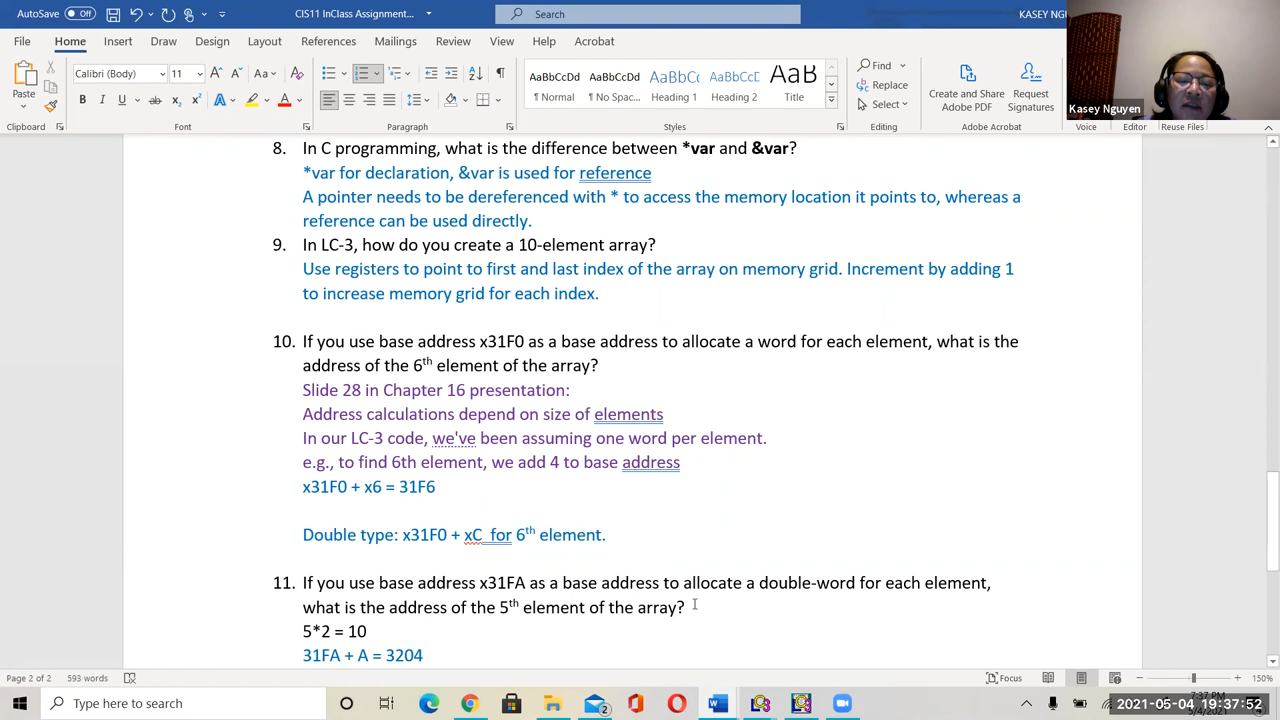 AutoSave Off CIS11 InClass Assignment... Search KASEY NGU
Kasey Nguyen
File Home Insert Draw Design Layout References Mailings Review View Help Acrobat
Paste Calibri (Body) 11 Find Replace Select
AaBbCcDd AaBbCcDd AaBbCc AaBbCcD AaB
¶ Normal ¶ No Spac... Heading 1 Heading 2 Title
Create and Share Adobe PDF Request Signatures
Clipboard Font Paragraph Styles Editing Adobe Acrobat Voice Editor Reuse Files
8. In C programming, what is the difference between *var and &var?
*var for declaration, &var is used for reference
A pointer needs to be dereferenced with * to access the memory location it points to, whereas a
reference can be used directly.
9. In LC-3, how do you create a 10-element array?
Use registers to point to first and last index of the array on memory grid. Increment by adding 1
to increase memory grid for each index.
10. If you use base address x31F0 as a base address to allocate a word for each element, what is the
address of the 6th element of the array?
Slide 28 in Chapter 16 presentation:
Address calculations depend on size of elements
In our LC-3 code, we've been assuming one word per element.
e.g., to find 6th element, we add 4 to base address
x31F0 + x6 = 31F6
Double type: x31F0 + xC for 6th element.
11. If you use base address x31FA as a base address to allocate a double-word for each element,
what is the address of the 5th element of the array?
5*2 = 10
31FA + A = 3204
Page 2 of 2 593 words Focus 150%
Type here to search 7:37 PM
2021-05-04 19:37:52